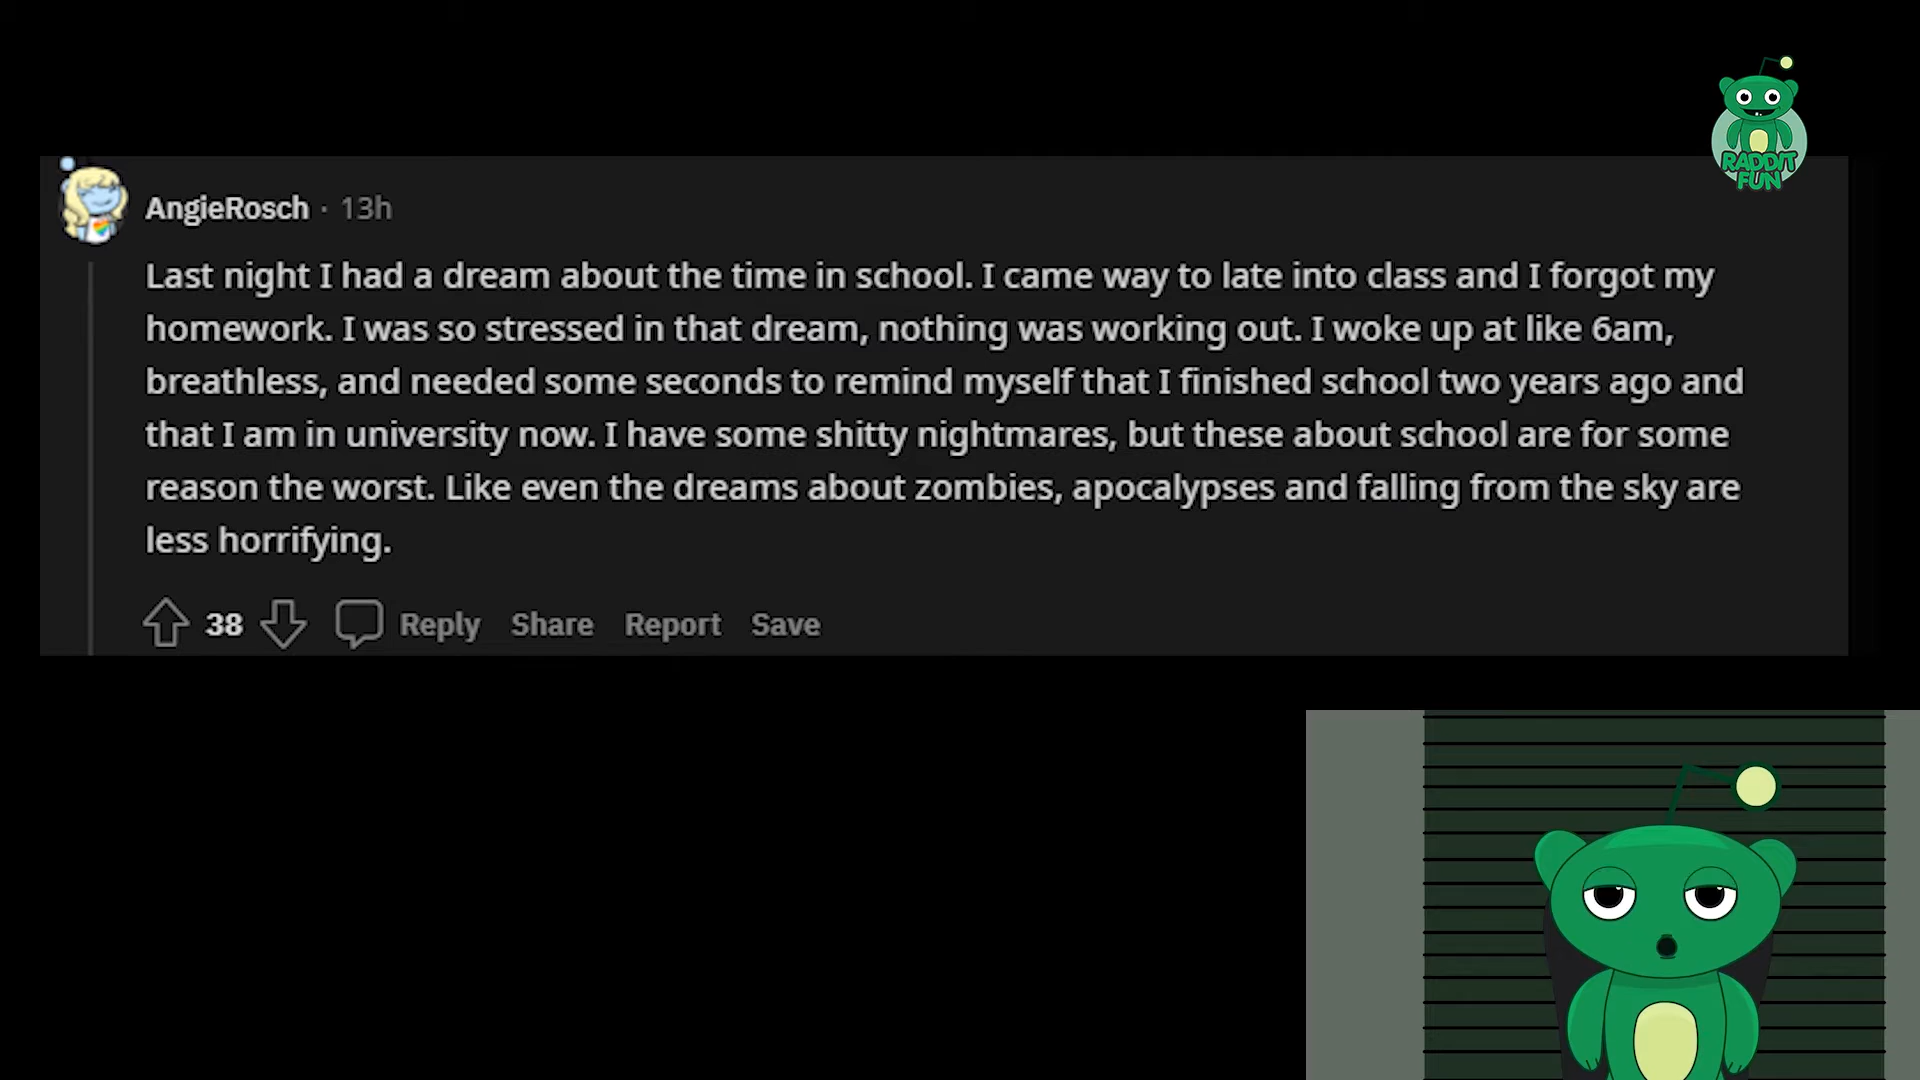 RADDIT
FUN
AngieRosch · 13h
Last night I had a dream about the time in school. I came way to late into class and I forgot my
homework. I was so stressed in that dream, nothing was working out. I woke up at like 6am,
breathless, and needed some seconds to remind myself that I finished school two years ago and
that I am in university now. I have some shitty nightmares, but these about school are for some
reason the worst. Like even the dreams about zombies, apocalypses and falling from the sky are
less horrifying.
38 Reply Share Report Save